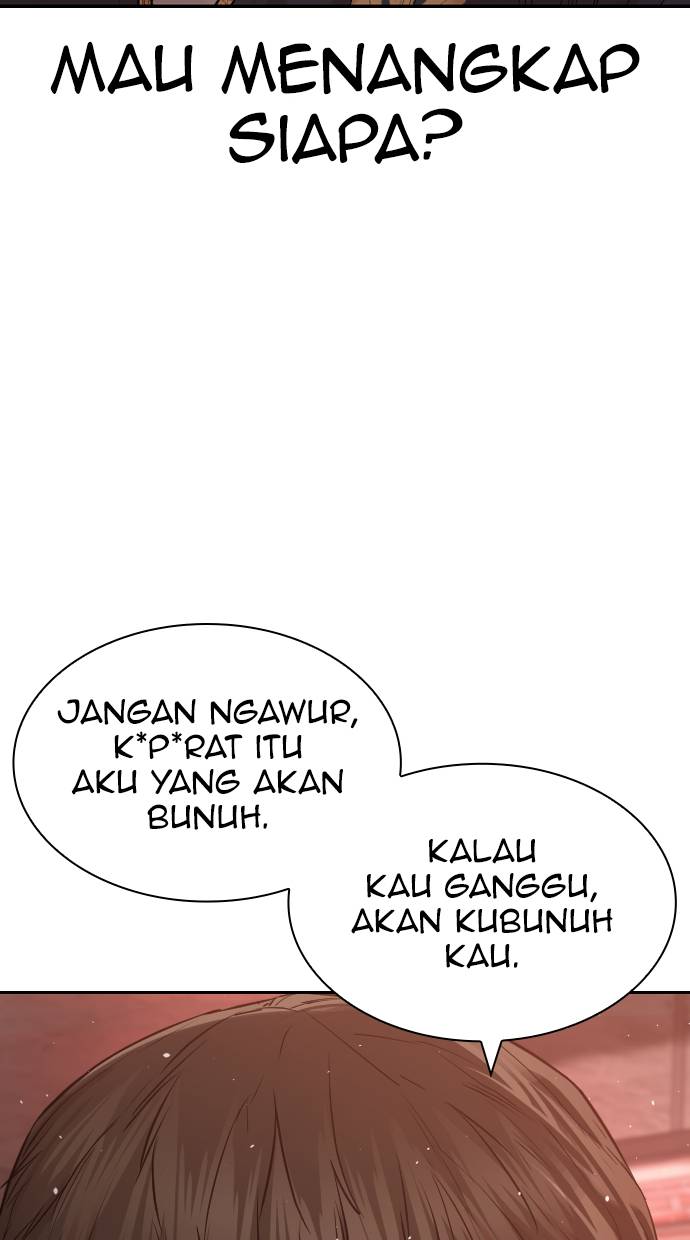 MAU MENANGKAP
SIAPA?
JANGAN NGAWUR,
K*P*RAT ITU
AKU YANG AKAN
BUNUH.
KALAU
KAU GANGGU,
AKAN KUBUNUH
KAU.